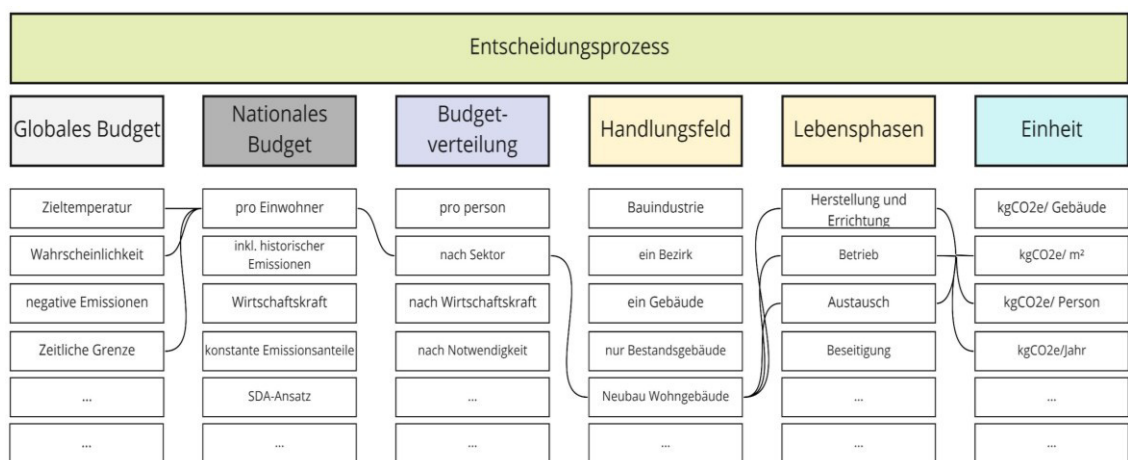 Entscheidungsprozess
Globales Budget
Nationales
Budget
Budget-
verteilung
Handlungsfeld
Lebensphasen
Einheit
Zieltemperatur
pro Einwohner
pro person
Bauindustrie
Herstellung und
Errichtung
kgCO2e/ Gebäude
Wahrscheinlichkeit
inkl. historischer
Emissionen
nach Sektor
ein Bezirk
Betrieb
kgCO2e/ m²
negative Emissionen
Wirtschaftskraft
nach Wirtschaftskraft
ein Gebäude
Austausch
kgCO2e/ Person
Zeitliche Grenze
konstante Emissionsanteile
nach Notwendigkeit
nur Bestandsgebäude
Beseitigung
kgCO2e/Jahr
...
SDA-Ansatz
...
Neubau Wohngebäude
...
...
...
...
...
...
...
...